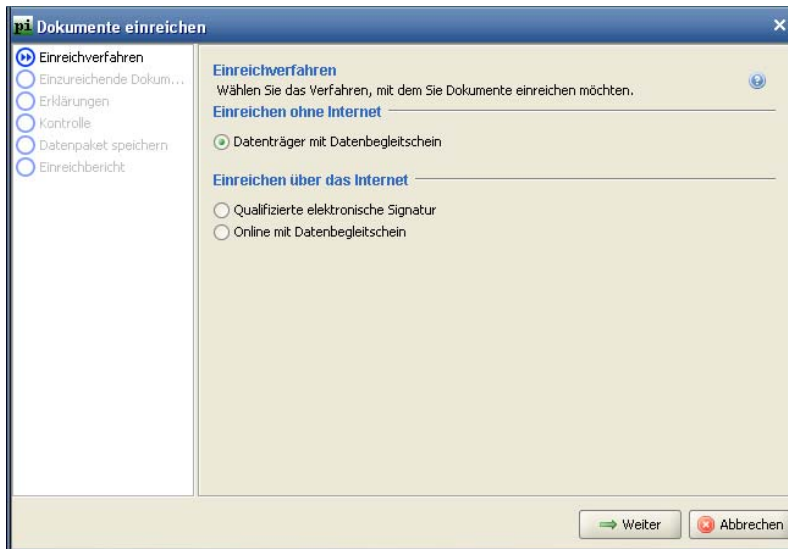 pi Dokumente einreichen
Einreichverfahren
Einzureichende Dokum...
Erklärungen
Kontrolle
Datenpaket speichern
Einreichbericht
Einreichverfahren
Wählen Sie das Verfahren, mit dem Sie Dokumente einreichen möchten.
Einreichen ohne Internet
Datenträger mit Datenbegleitschein
Einreichen über das Internet
Qualifizierte elektronische Signatur
Online mit Datenbegleitschein
Weiter
Abbrechen